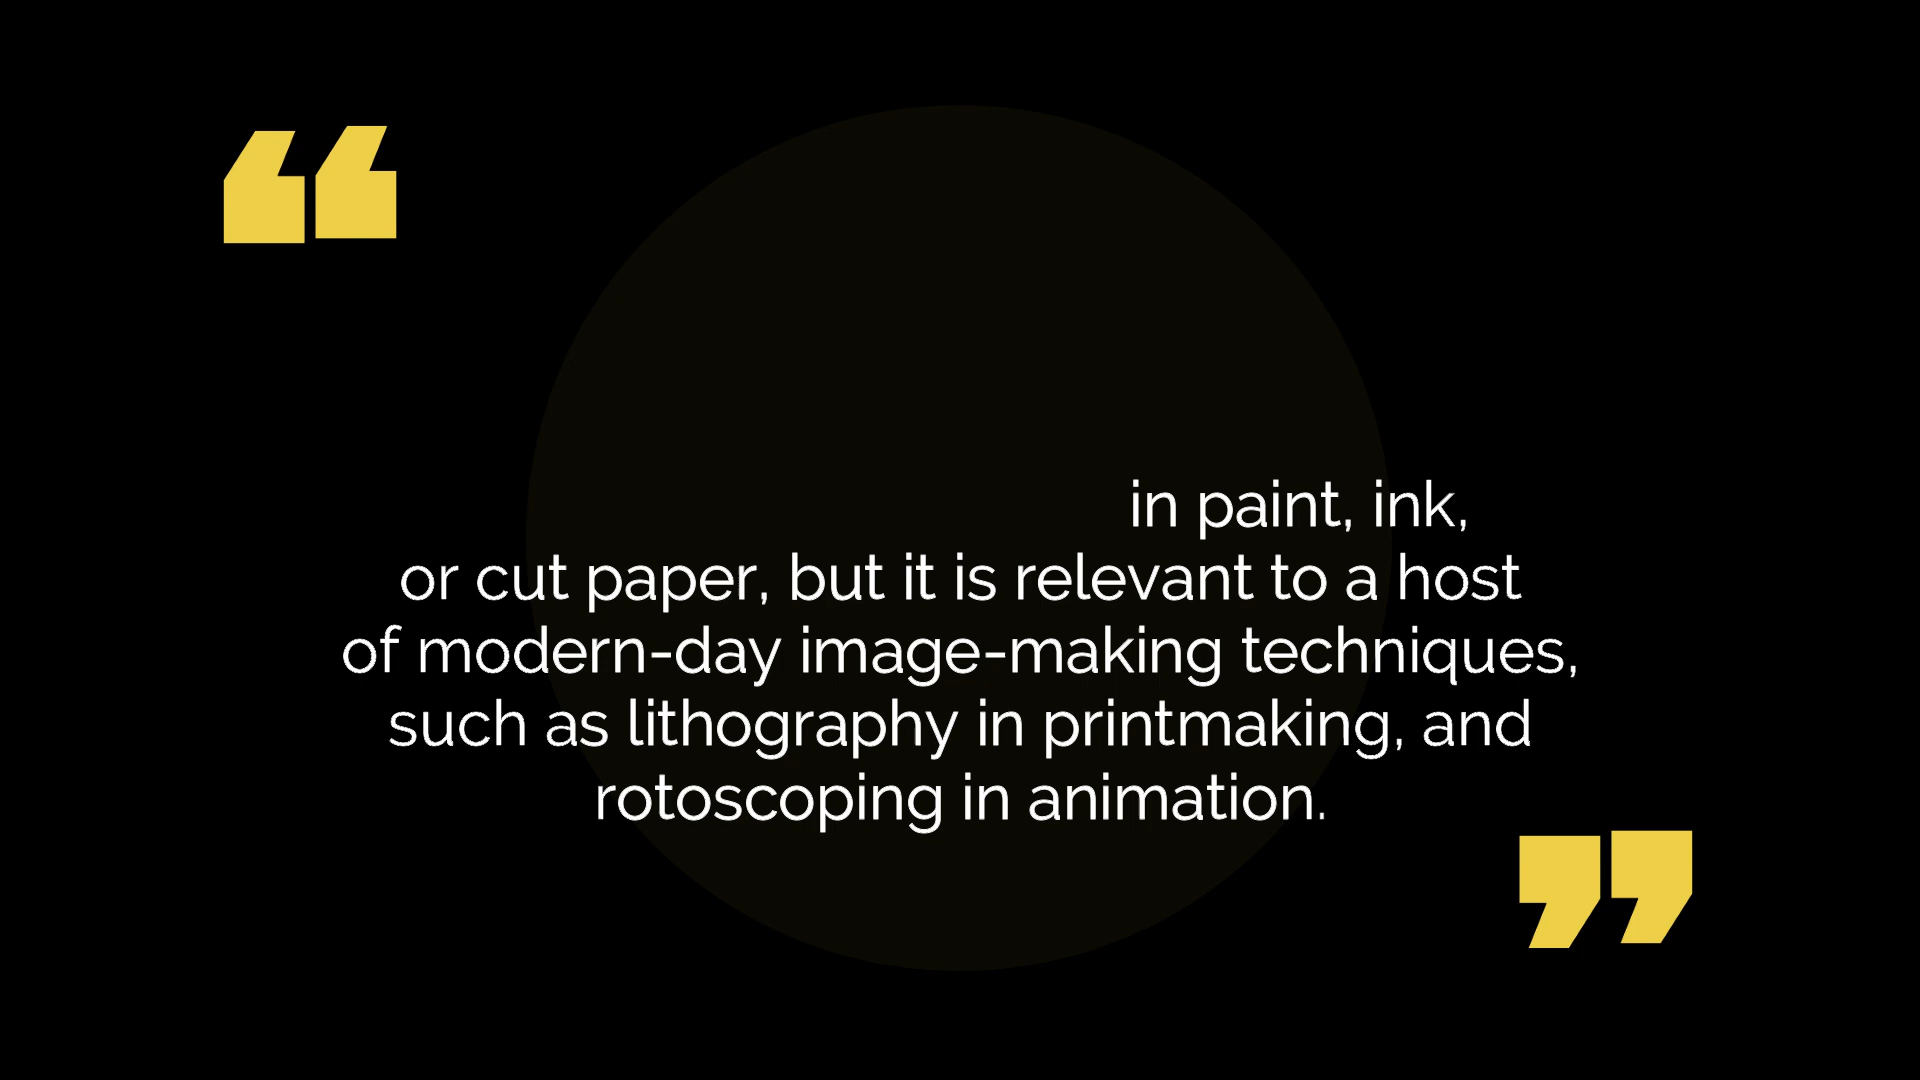 in paint, ink,
or cut paper, but it is relevant to a host
of modern-day image-making techniques,
such as lithography in printmaking, and
rotoscoping in animation.